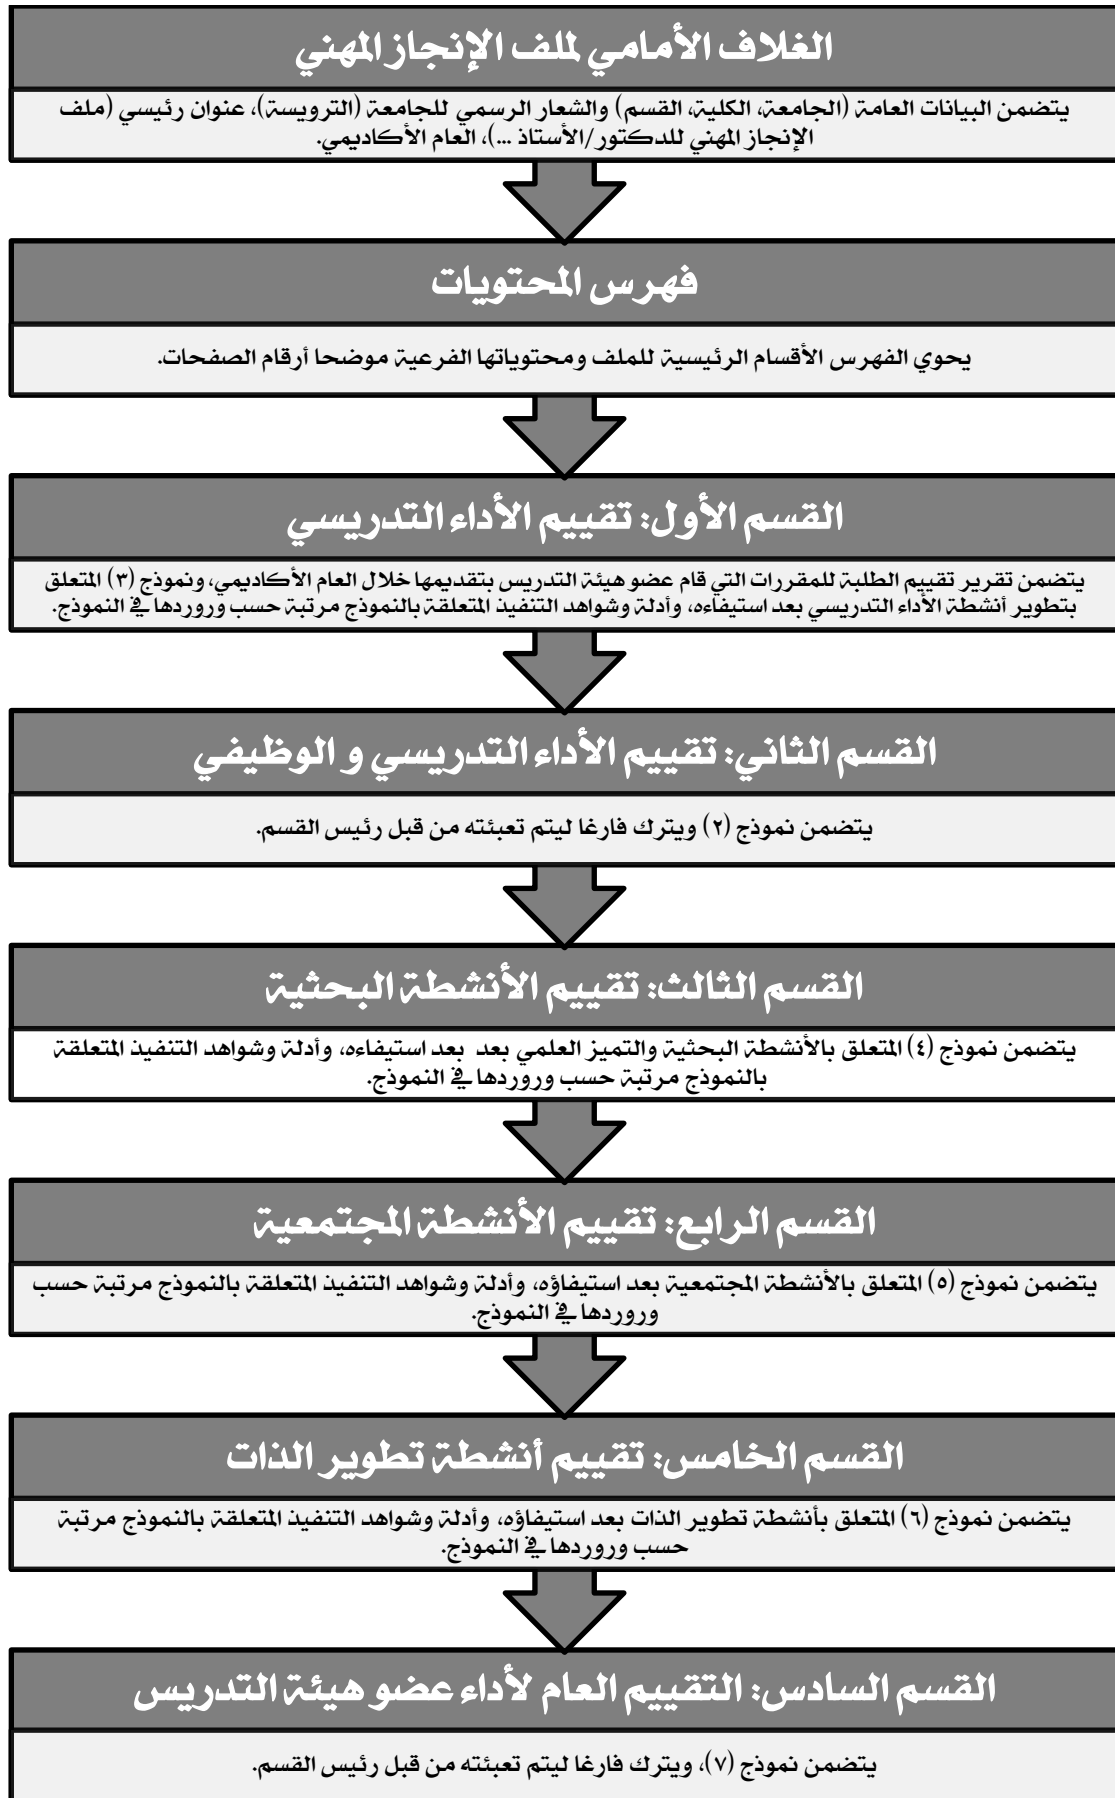 الغلاف الأمامي لملف الإنجاز المهني
يتضمن البيانات العامة (الجامعة، الكلية، القسم) والشعار الرسمي للجامعة (الترويسة)، عنوان رئيسي (ملف
الإنجاز المهني للدكتور/الأستاذ ...)، العام الأكاديمي.
فهرس المحتويات
يحوي الفهرس الأقسام الرئيسية للملف ومحتوياتها الفرعية موضحا أرقام الصفحات.
القسم الأول: تقييم الأداء التدريسي
يتضمن تقرير تقييم الطلبة للمقررات التي قام عضو هيئة التدريس بتقديمها خلال العام الأكاديمي، ونموذج (٣) المتعلق
بتطوير أنشطة الأداء التدريسي بعد استيفاءه، وأدلة وشواهد التنفيذ المتعلقة بالنموذج مرتبة حسب وروردها في النموذج.
القسم الثاني: تقييم الأداء التدريسي و الوظيفي
يتضمن نموذج (٢) ويترك فارغا ليتم تعبئته من قبل رئيس القسم.
القسم الثالث: تقييم الأنشطة البحثية
يتضمن نموذج (٤) المتعلق بالأنشطة البحثية والتميز العلمي بعد بعد استيفاءه، وأدلة وشواهد التنفيذ المتعلقة
بالنموذج مرتبة حسب وروردها في النموذج.
القسم الرابع: تقييم الأنشطة المجتمعية
يتضمن نموذج (٥) المتعلق بالأنشطة المجتمعية بعد استيفاؤه، وأدلة وشواهد التنفيذ المتعلقة بالنموذج مرتبة حسب
وروردها في النموذج.
القسم الخامس: تقييم أنشطة تطوير الذات
يتضمن نموذج (٦) المتعلق بأنشطة تطوير الذات بعد استيفاؤه، وأدلة وشواهد التنفيذ المتعلقة بالنموذج مرتبة
حسب وروردها في النموذج.
القسم السادس: التقييم العام لأداء عضو هيئة التدريس
يتضمن نموذج (٧)، ويترك فارغا ليتم تعبئته من قبل رئيس القسم.